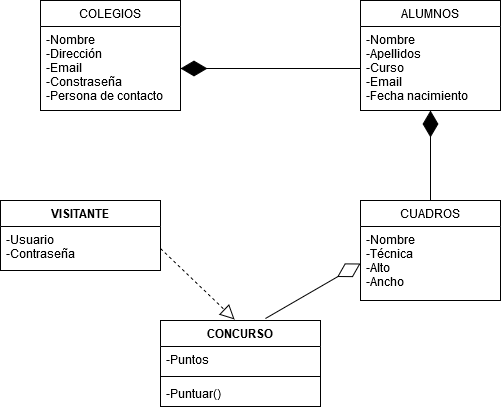 COLEGIOS
-Nombre
-Dirección
-Email
-Constraseña
-Persona de contacto
ALUMNOS
-Nombre
-Apellidos
-Curso
-Email
-Fecha nacimiento
VISITANTE
-Usuario
-Contraseña
CUADROS
-Nombre
-Técnica
-Alto
-Ancho
CONCURSO
-Puntos
-Puntuar()